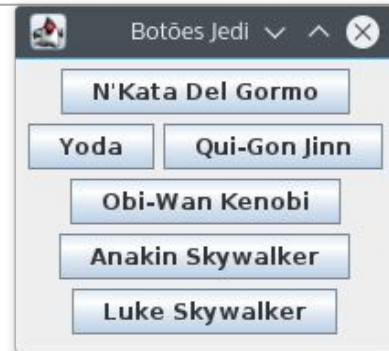 Botões Jedi
N'Kata Del Gormo
Yoda Qui-Gon Jinn
Obi-Wan Kenobi
Anakin Skywalker
Luke Skywalker